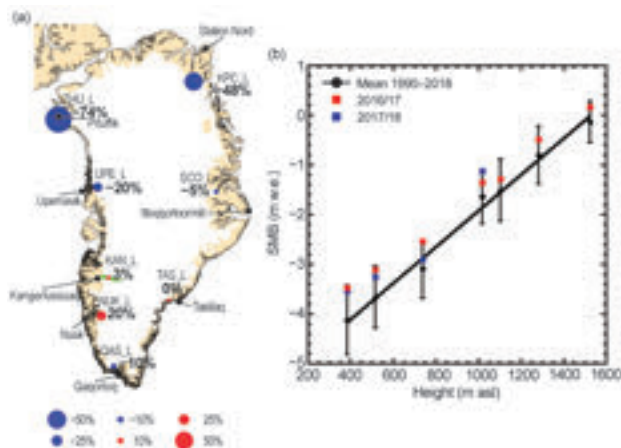 (a)
Station Nord
KPC_L
-48%
THU_L
-74%
Pituffik
UPE_L
-20%
Upernavik
SCO_L
-5%
Ittoqqortoormiit
KAN_L
3%
Kangerlussuaq
TAS_L
0%
Tasiilaq
NUK_L
20%
Nuuk
QAS_L
Qaqortoq
-50%
-10%
25%
-25%
10%
50%
(b)
Mean 1990–2018
2016/17
2017/18
SMB (m w.e.)
1
0
-1
-2
-3
-4
-5
200
400
600
800
1000
1200
1400
1600
Height (m asl)